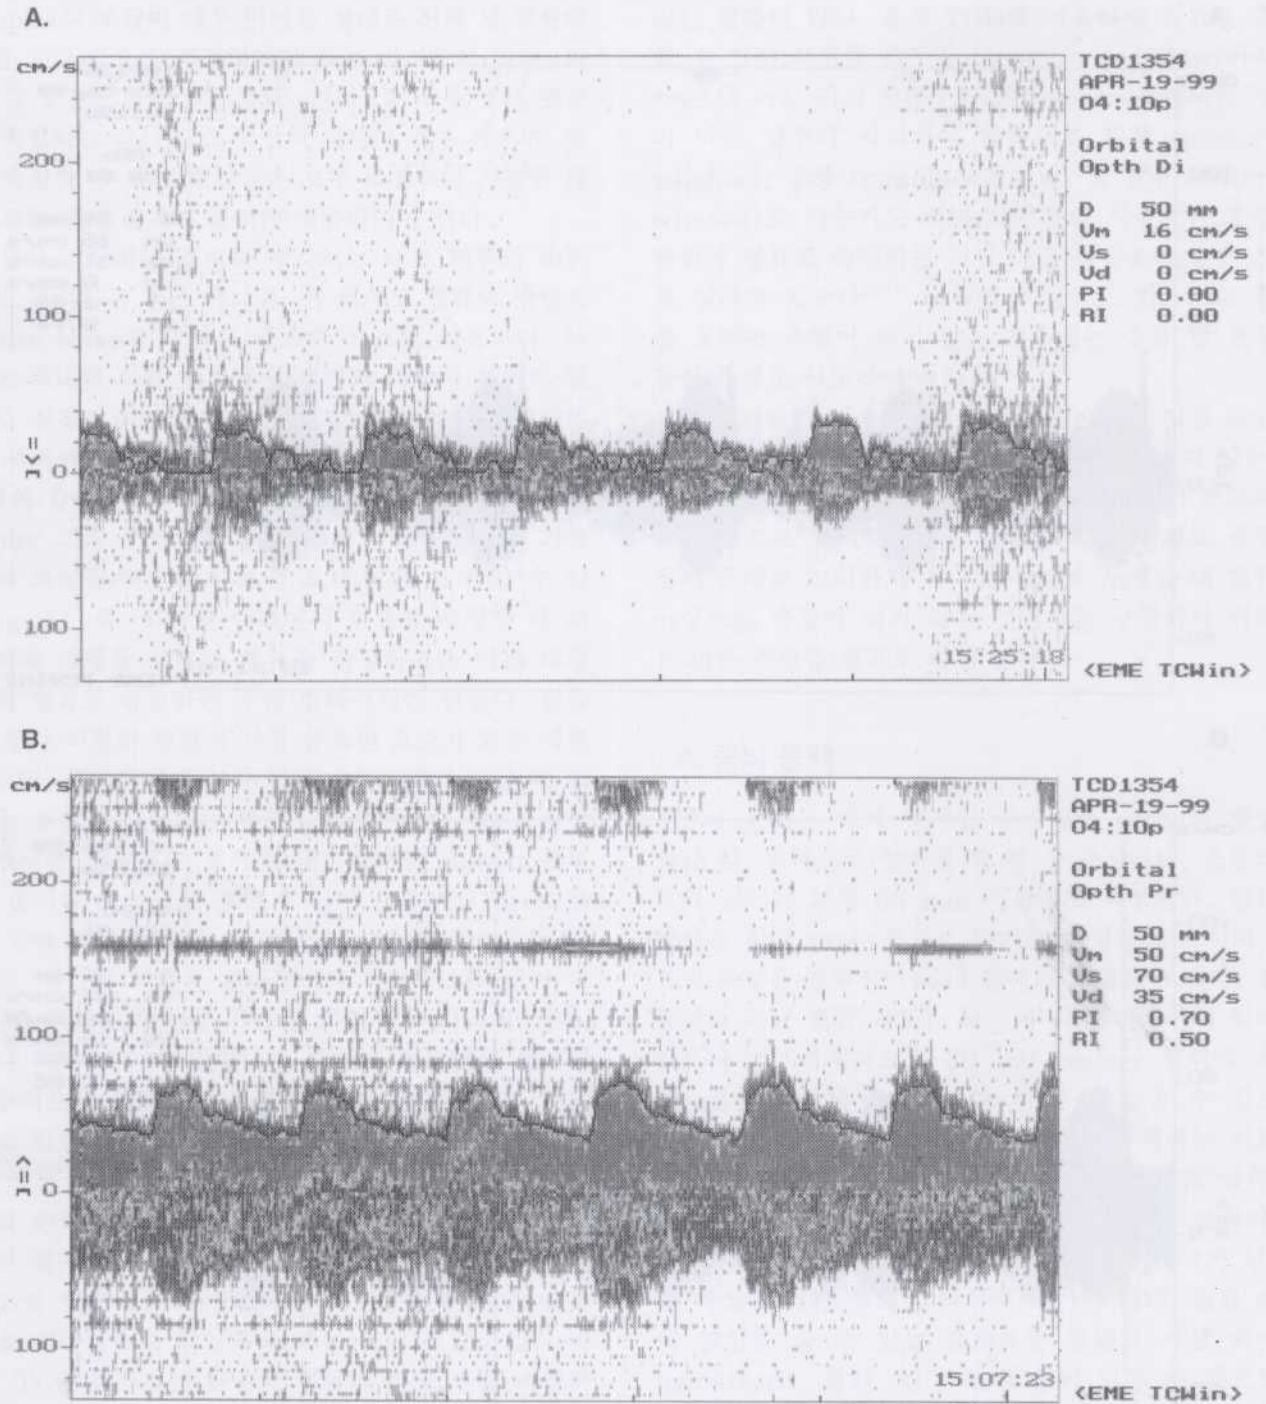 A.
cm/s
200
100
0
100
TCD1354
APR-19-99
04:10p
Orbital
Opth Di
D 50 mm
Vm 16 cm/s
Vs 0 cm/s
Vd 0 cm/s
PI 0.00
RI 0.00
15:25:18
<EME TCWin>
B.
cm/s
200
100
0
100
TCD1354
APR-19-99
04:10p
Orbital
Opth Pr
D 50 mm
Vm 50 cm/s
Vs 70 cm/s
Vd 35 cm/s
PI 0.70
RI 0.50
15:07:23
<EME TCWin>